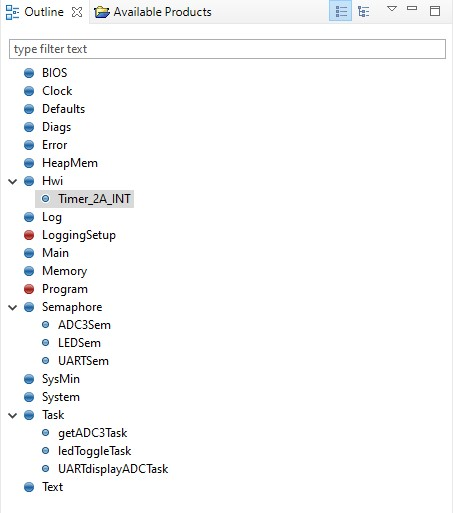 Outline Available Products
type filter text
BIOS
Clock
Defaults
Diags
Error
HeapMem
Hwi
Timer_2A_INT
Log
LoggingSetup
Main
Memory
Program
Semaphore
ADC3Sem
LEDSem
UARTSem
SysMin
System
Task
getADC3Task
ledToggleTask
UARTdisplayADCTask
Text